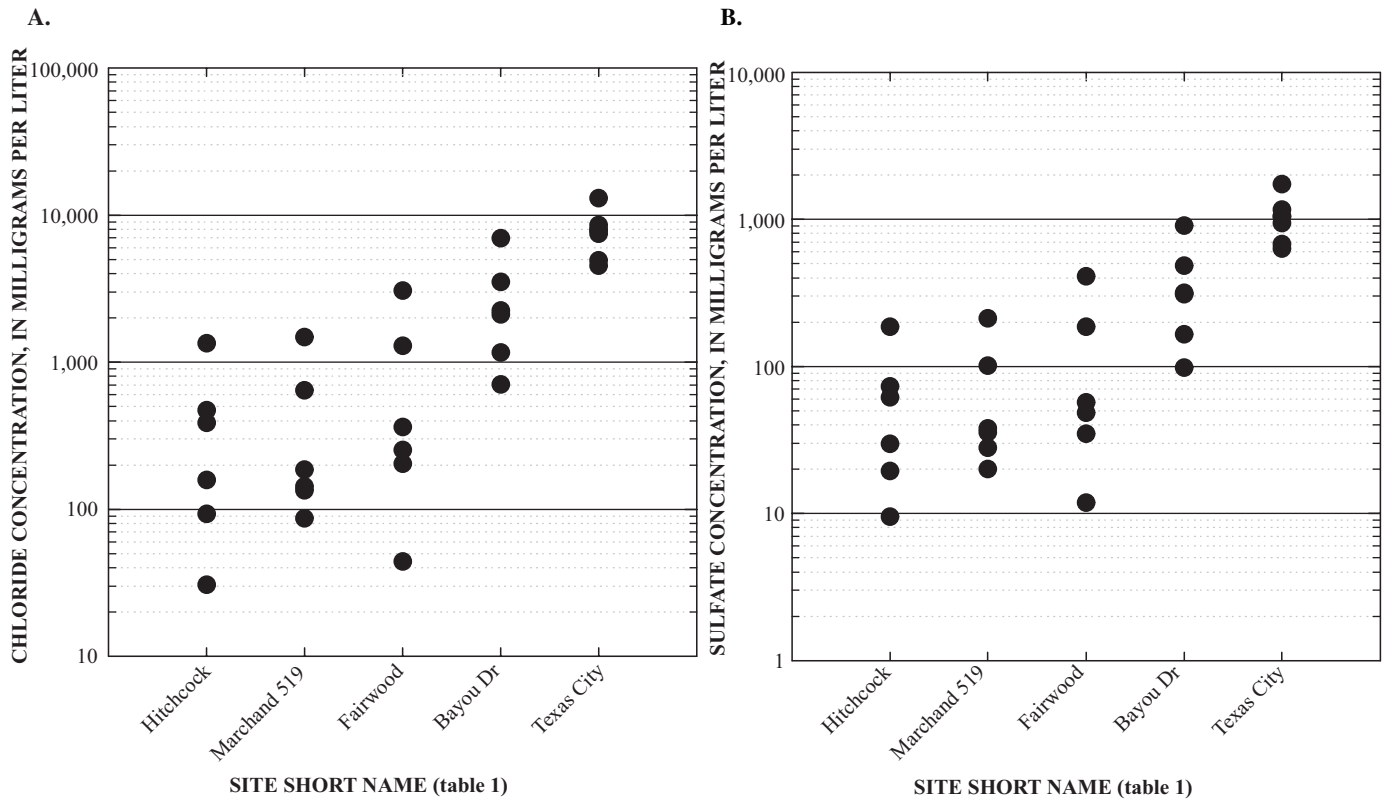 A.
CHLORIDE CONCENTRATION, IN MILLIGRAMS PER LITER
100,000
10,000
1,000
100
10
Hitchcock
Marchand 519
Fairwood
Bayou Dr
Texas City
SITE SHORT NAME (table 1)
B.
SULFATE CONCENTRATION, IN MILLIGRAMS PER LITER
10,000
1,000
100
10
1
Hitchcock
Marchand 519
Fairwood
Bayou Dr
Texas City
SITE SHORT NAME (table 1)